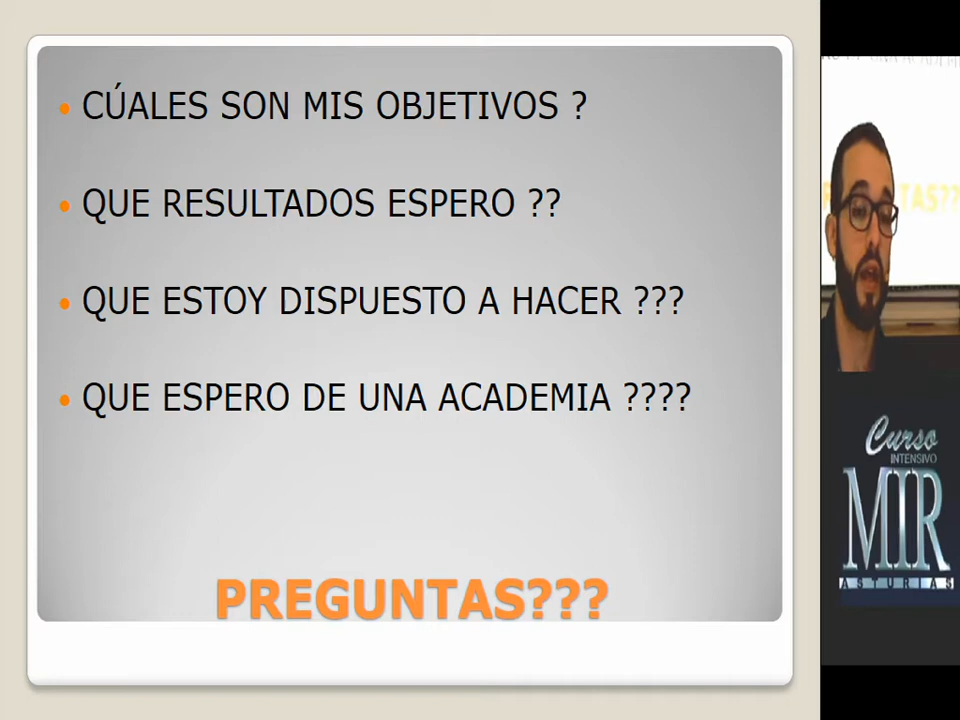 CÚALES SON MIS OBJETIVOS ?
QUE RESULTADOS ESPERO ??
QUE ESTOY DISPUESTO A HACER ???
QUE ESPERO DE UNA ACADEMIA ????
PREGUNTAS???
TAS??
Curso
INTENSIVO
MIR
ASTURIAS